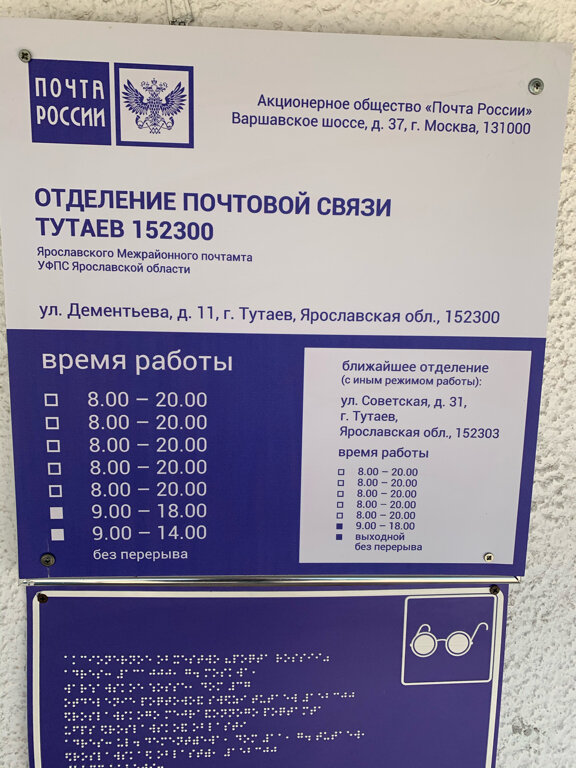 ПОЧТА
РОССИИ
Акционерное общество «Почта России»
Варшавское шоссе, д. 37, г. Москва, 131000
ОТДЕЛЕНИЕ ПОЧТОВОЙ СВЯЗИ
ТУТАЕВ 152300
Ярославского Межрайонного почтамта
УФПС Ярославской области
ул. Дементьева, д. 11, г. Тутаев, Ярославская обл., 152300
время работы
8.00 – 20.00
8.00 – 20.00
8.00 – 20.00
8.00 – 20.00
8.00 – 20.00
9.00 – 18.00
9.00 – 14.00
без перерыва
ближайшее отделение
(с иным режимом работы):
ул. Советская, д. 31,
г. Тутаев,
Ярославская обл., 152303
время работы
8.00 – 20.00
8.00 – 20.00
8.00 – 20.00
8.00 – 20.00
8.00 – 20.00
9.00 – 18.00
выходной
без перерыва